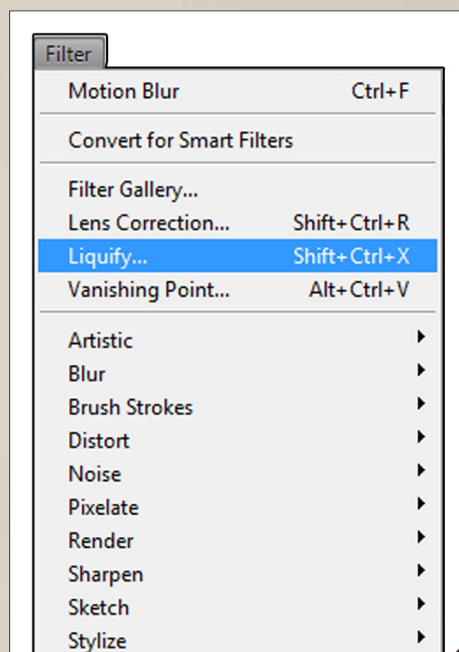 Filter
Motion Blur Ctrl+F
Convert for Smart Filters
Filter Gallery...
Lens Correction... Shift+Ctrl+R
Liquify... Shift+Ctrl+X
Vanishing Point... Alt+Ctrl+V
Artistic
Blur
Brush Strokes
Distort
Noise
Pixelate
Render
Sharpen
Sketch
Stylize